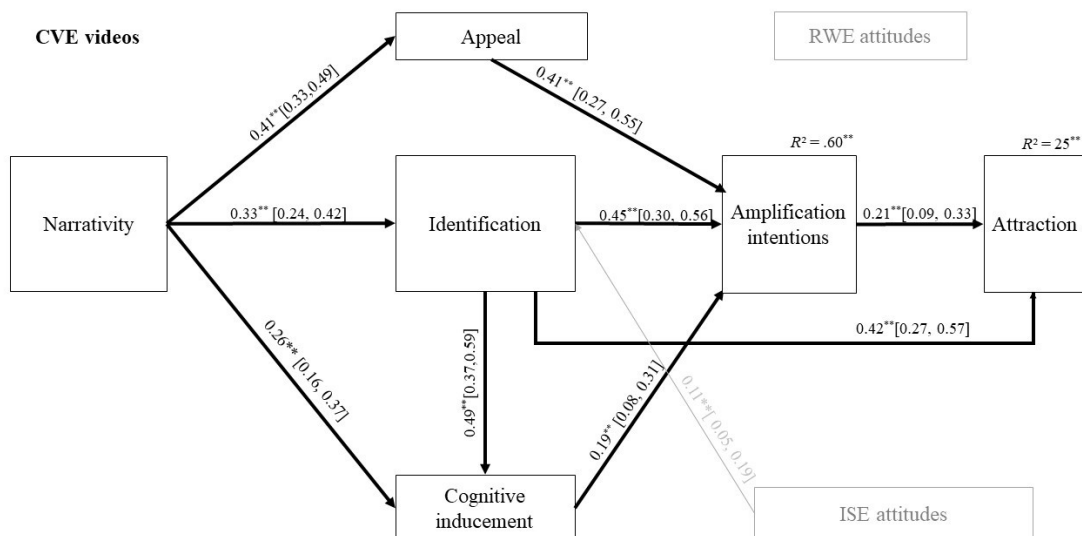 CVE videos
Appeal
RWE attitudes
0.41**[0.33,0.49]
0.41** [0.27, 0.55]
R² = .60**
R² = 25**
Narrativity
0.33** [0.24, 0.42]
Identification
0.45**[0.30, 0.56]
Amplification
intentions
0.21**[0.09, 0.33]
Attraction
0.26** [0.16, 0.37]
0.49**[0.37,0.59]
0.42**[0.27, 0.57]
0.19** [0.08, 0.31]
0.11**[ 0.05, 0.19]
Cognitive
inducement
ISE attitudes